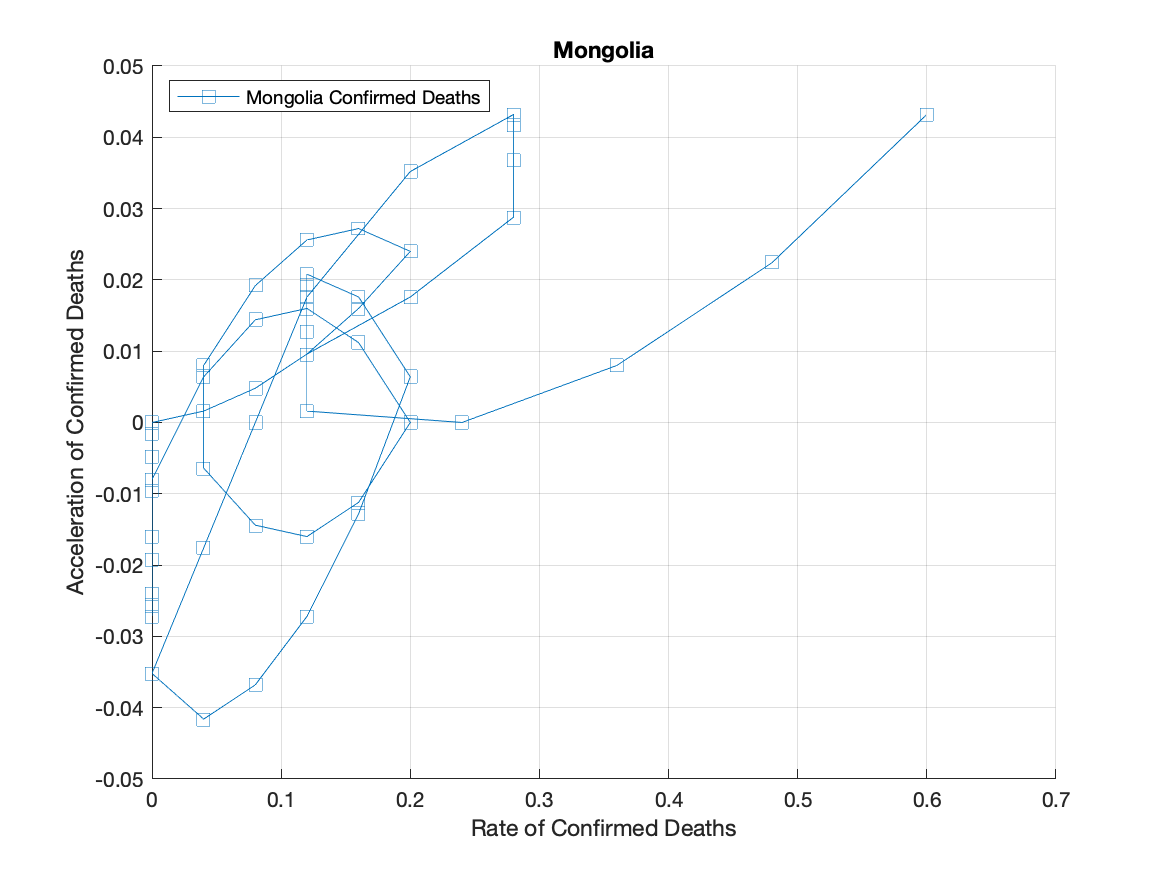 Mongolia
Mongolia Confirmed Deaths
0.05
0.04
0.03
0.02
0.01
0
-0.01
-0.02
-0.03
-0.04
-0.05
Acceleration of Confirmed Deaths
0 0.1 0.2 0.3 0.4 0.5 0.6 0.7
Rate of Confirmed Deaths